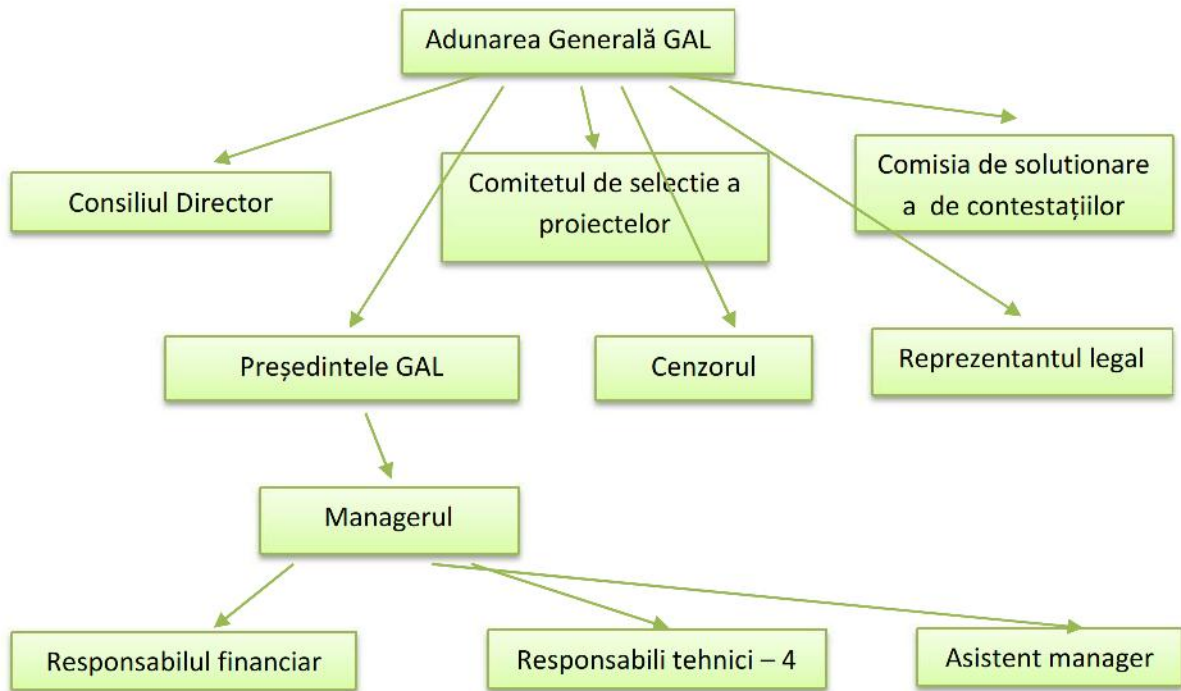 Adunarea Generală GAL
Consiliul Director
Comitetul de selectie a
proiectelor
Comisia de solutionare
a de contestațiilor
Președintele GAL
Cenzorul
Reprezentantul legal
Managerul
Responsabilul financiar
Responsabili tehnici – 4
Asistent manager